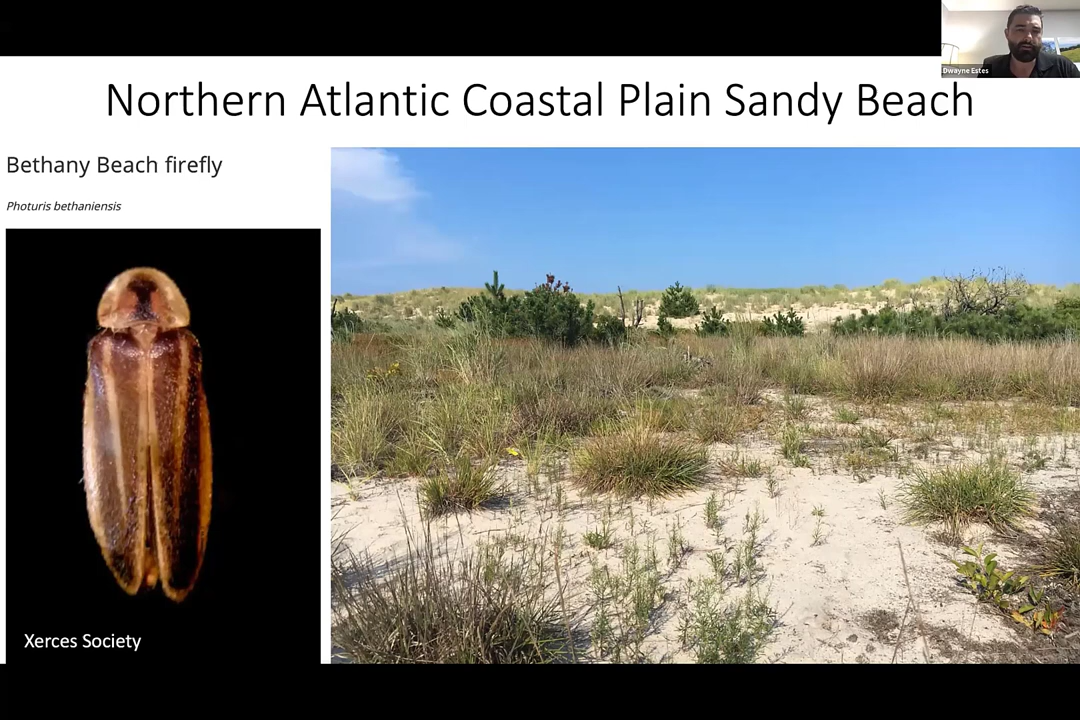 Dwayne Estes
Northern Atlantic Coastal Plain Sandy Beach
Bethany Beach firefly
Photuris bethaniensis
Xerces Society